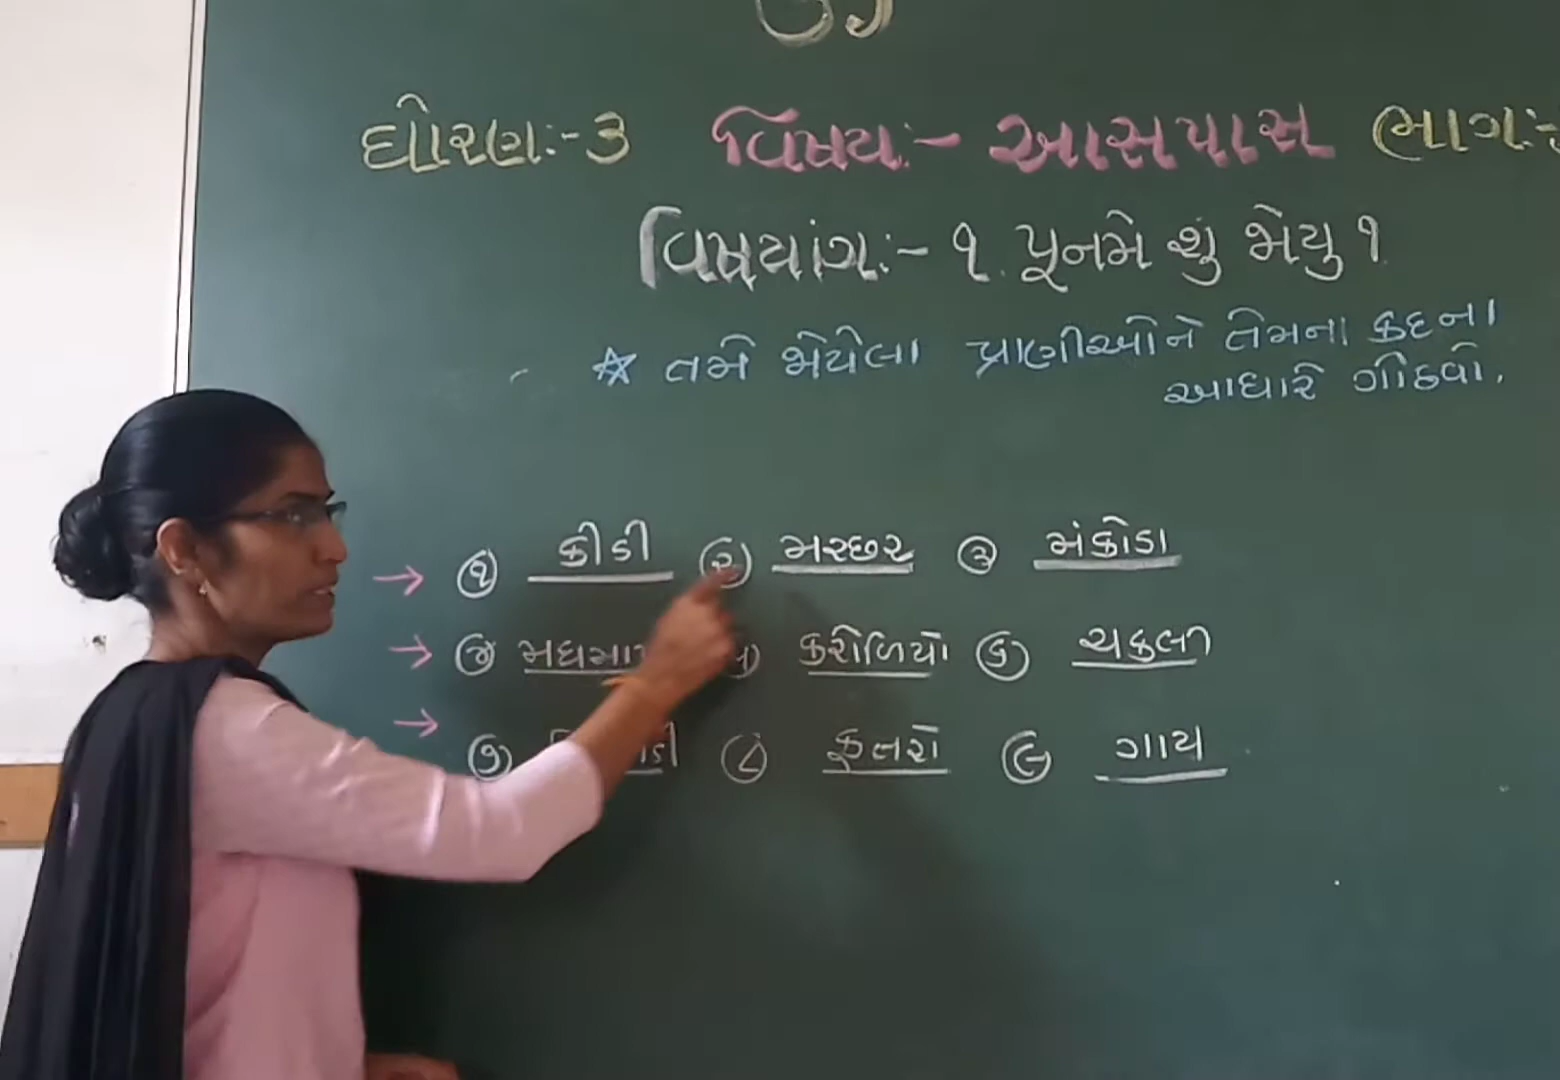 ધોરણઃ-૩ વિષયઃ- આસપાસ ભાગઃ-
વિષયાંગઃ- ૧. પૂનમે શું જોયુ ?
☆ તમે જોયેલા પ્રાણીઓને તેમના કદના
આધારે ગોઠવો.
→ ૧ કીડી ૨ મચ્છર ૩ મંકોડા
→ ૪ ૫ કરોળિયો ૬ ચકલી
→ ૭ ૮ કૂતરો ૯ ગાય